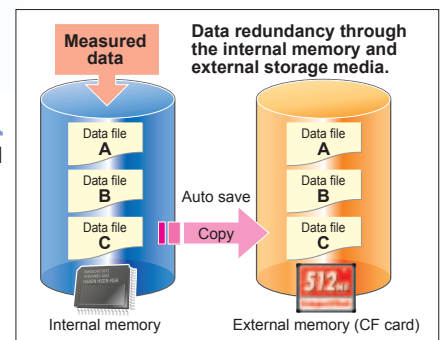 Measured
data
Data redundancy through
the internal memory and
external storage media.
Data file
A
Data file
B
Data file
C
Auto save
Copy
Data file
A
Data file
B
Data file
C
512MB
Internal memory
External memory (CF card)